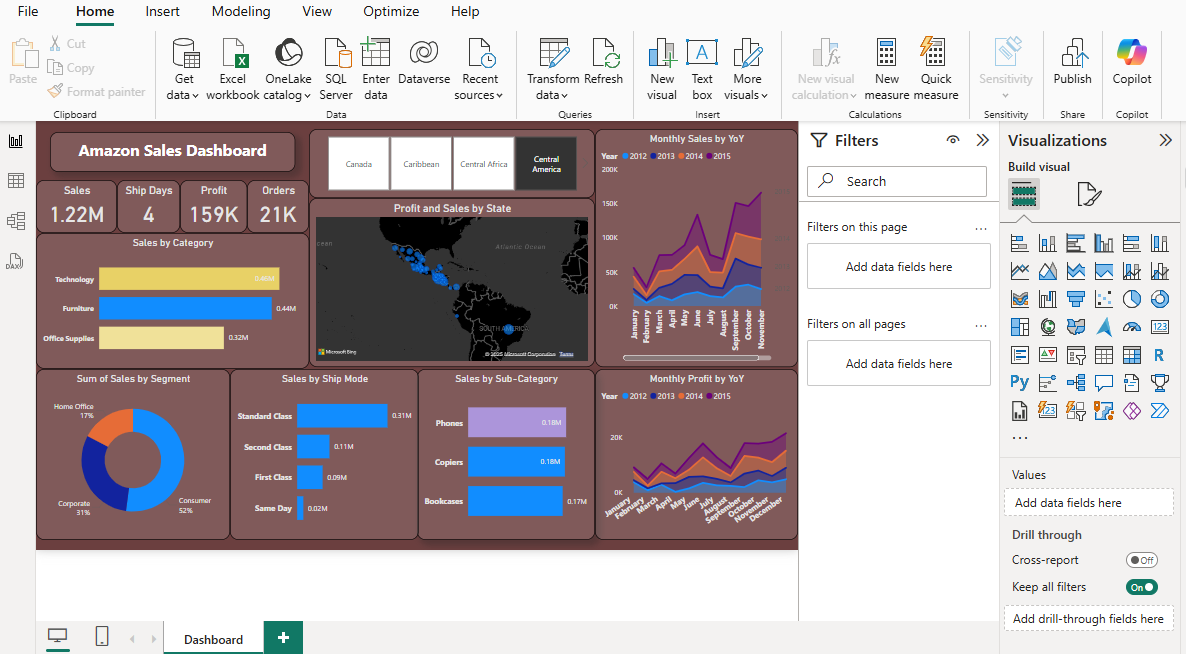 File Home Insert Modeling View Optimize Help
Paste
Cut
Copy
Format painter
Clipboard
Get data
Excel workbook
OneLake catalog
SQL Server
Enter data
Dataverse
Recent sources
Data
Transform data
Refresh
Queries
New visual
Text box
More visuals
Insert
New visual calculation
New measure
Quick measure
Calculations
Sensitivity
Sensitivity
Publish
Share
Copilot
Copilot
Amazon Sales Dashboard
Sales
1.22M
Ship Days
4
Profit
159K
Orders
21K
Canada
Caribbean
Central Africa
Central America
Sales by Category
Technology
0.46M
Furniture
0.44M
Office Supplies
0.32M
Profit and Sales by State
Atlantic Ocean
SOUTH AMERICA
Microsoft Bing
© 2025 Microsoft Corporation Terms
Monthly Sales by YoY
Year 2012 2013 2014 2015
200K
150K
100K
50K
0K
January
February
March
April
May
June
July
August
September
October
November
Sum of Sales by Segment
Home Office
17%
Corporate
31%
Consumer
52%
Sales by Ship Mode
Standard Class
0.31M
Second Class
0.11M
First Class
0.09M
Same Day
0.02M
Sales by Sub-Category
Phones
0.18M
Copiers
0.18M
Bookcases
0.17M
Monthly Profit by YoY
Year 2012 2013 2014 2015
20K
0K
January
February
March
April
May
June
July
August
September
October
November
December
Dashboard
Filters
Search
Filters on this page
Add data fields here
Filters on all pages
Add data fields here
Visualizations
Build visual
Values
Add data fields here
Drill through
Cross-report
Off
Keep all filters
On
Add drill-through fields here